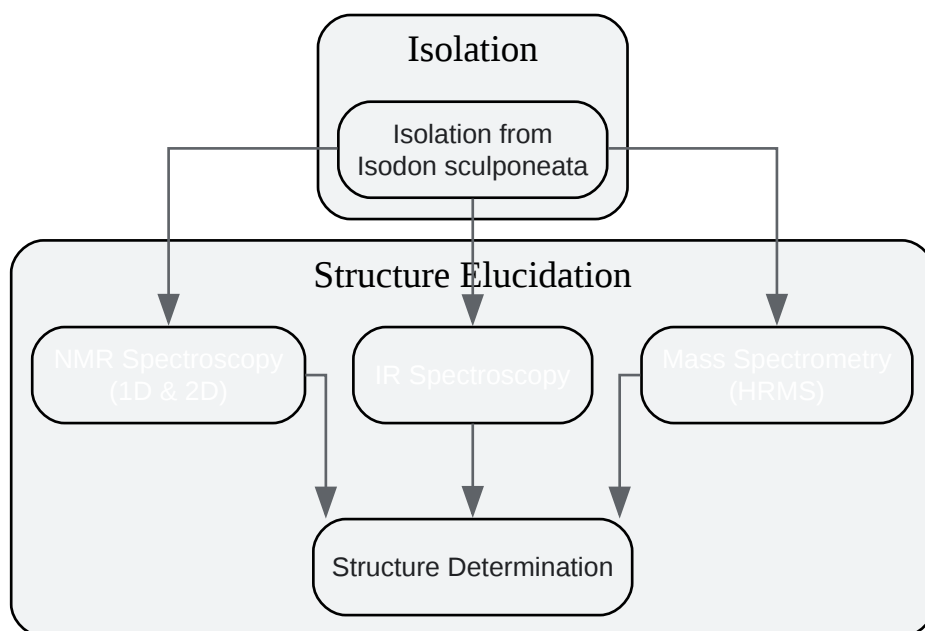 Isolation
Isolation from
Isodon sculponeata
Structure Elucidation
NMR Spectroscopy
(1D & 2D)
IR Spectroscopy
Mass Spectrometry
(HRMS)
Structure Determination